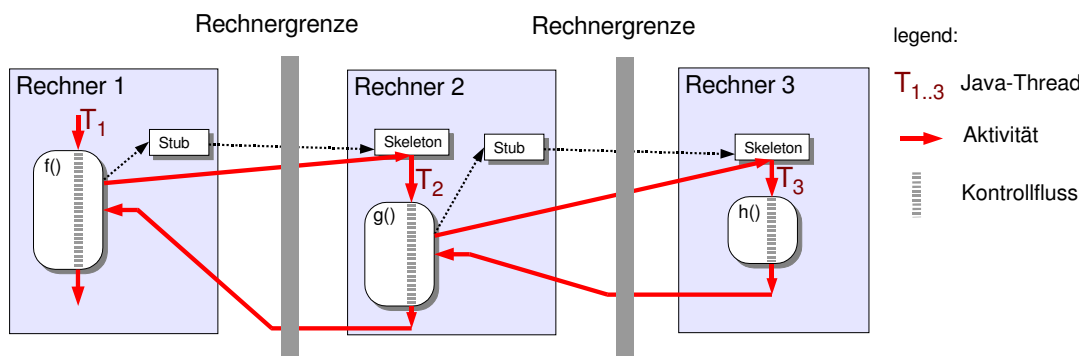 Rechnergrenze
Rechnergrenze
legend:
Rechner 1
Rechner 2
Rechner 3
T1..3 Java-Thread
T1
Stub
Skeleton
Stub
Skeleton
Aktivität
f()
T2
T3
Kontrollfluss
g()
h()